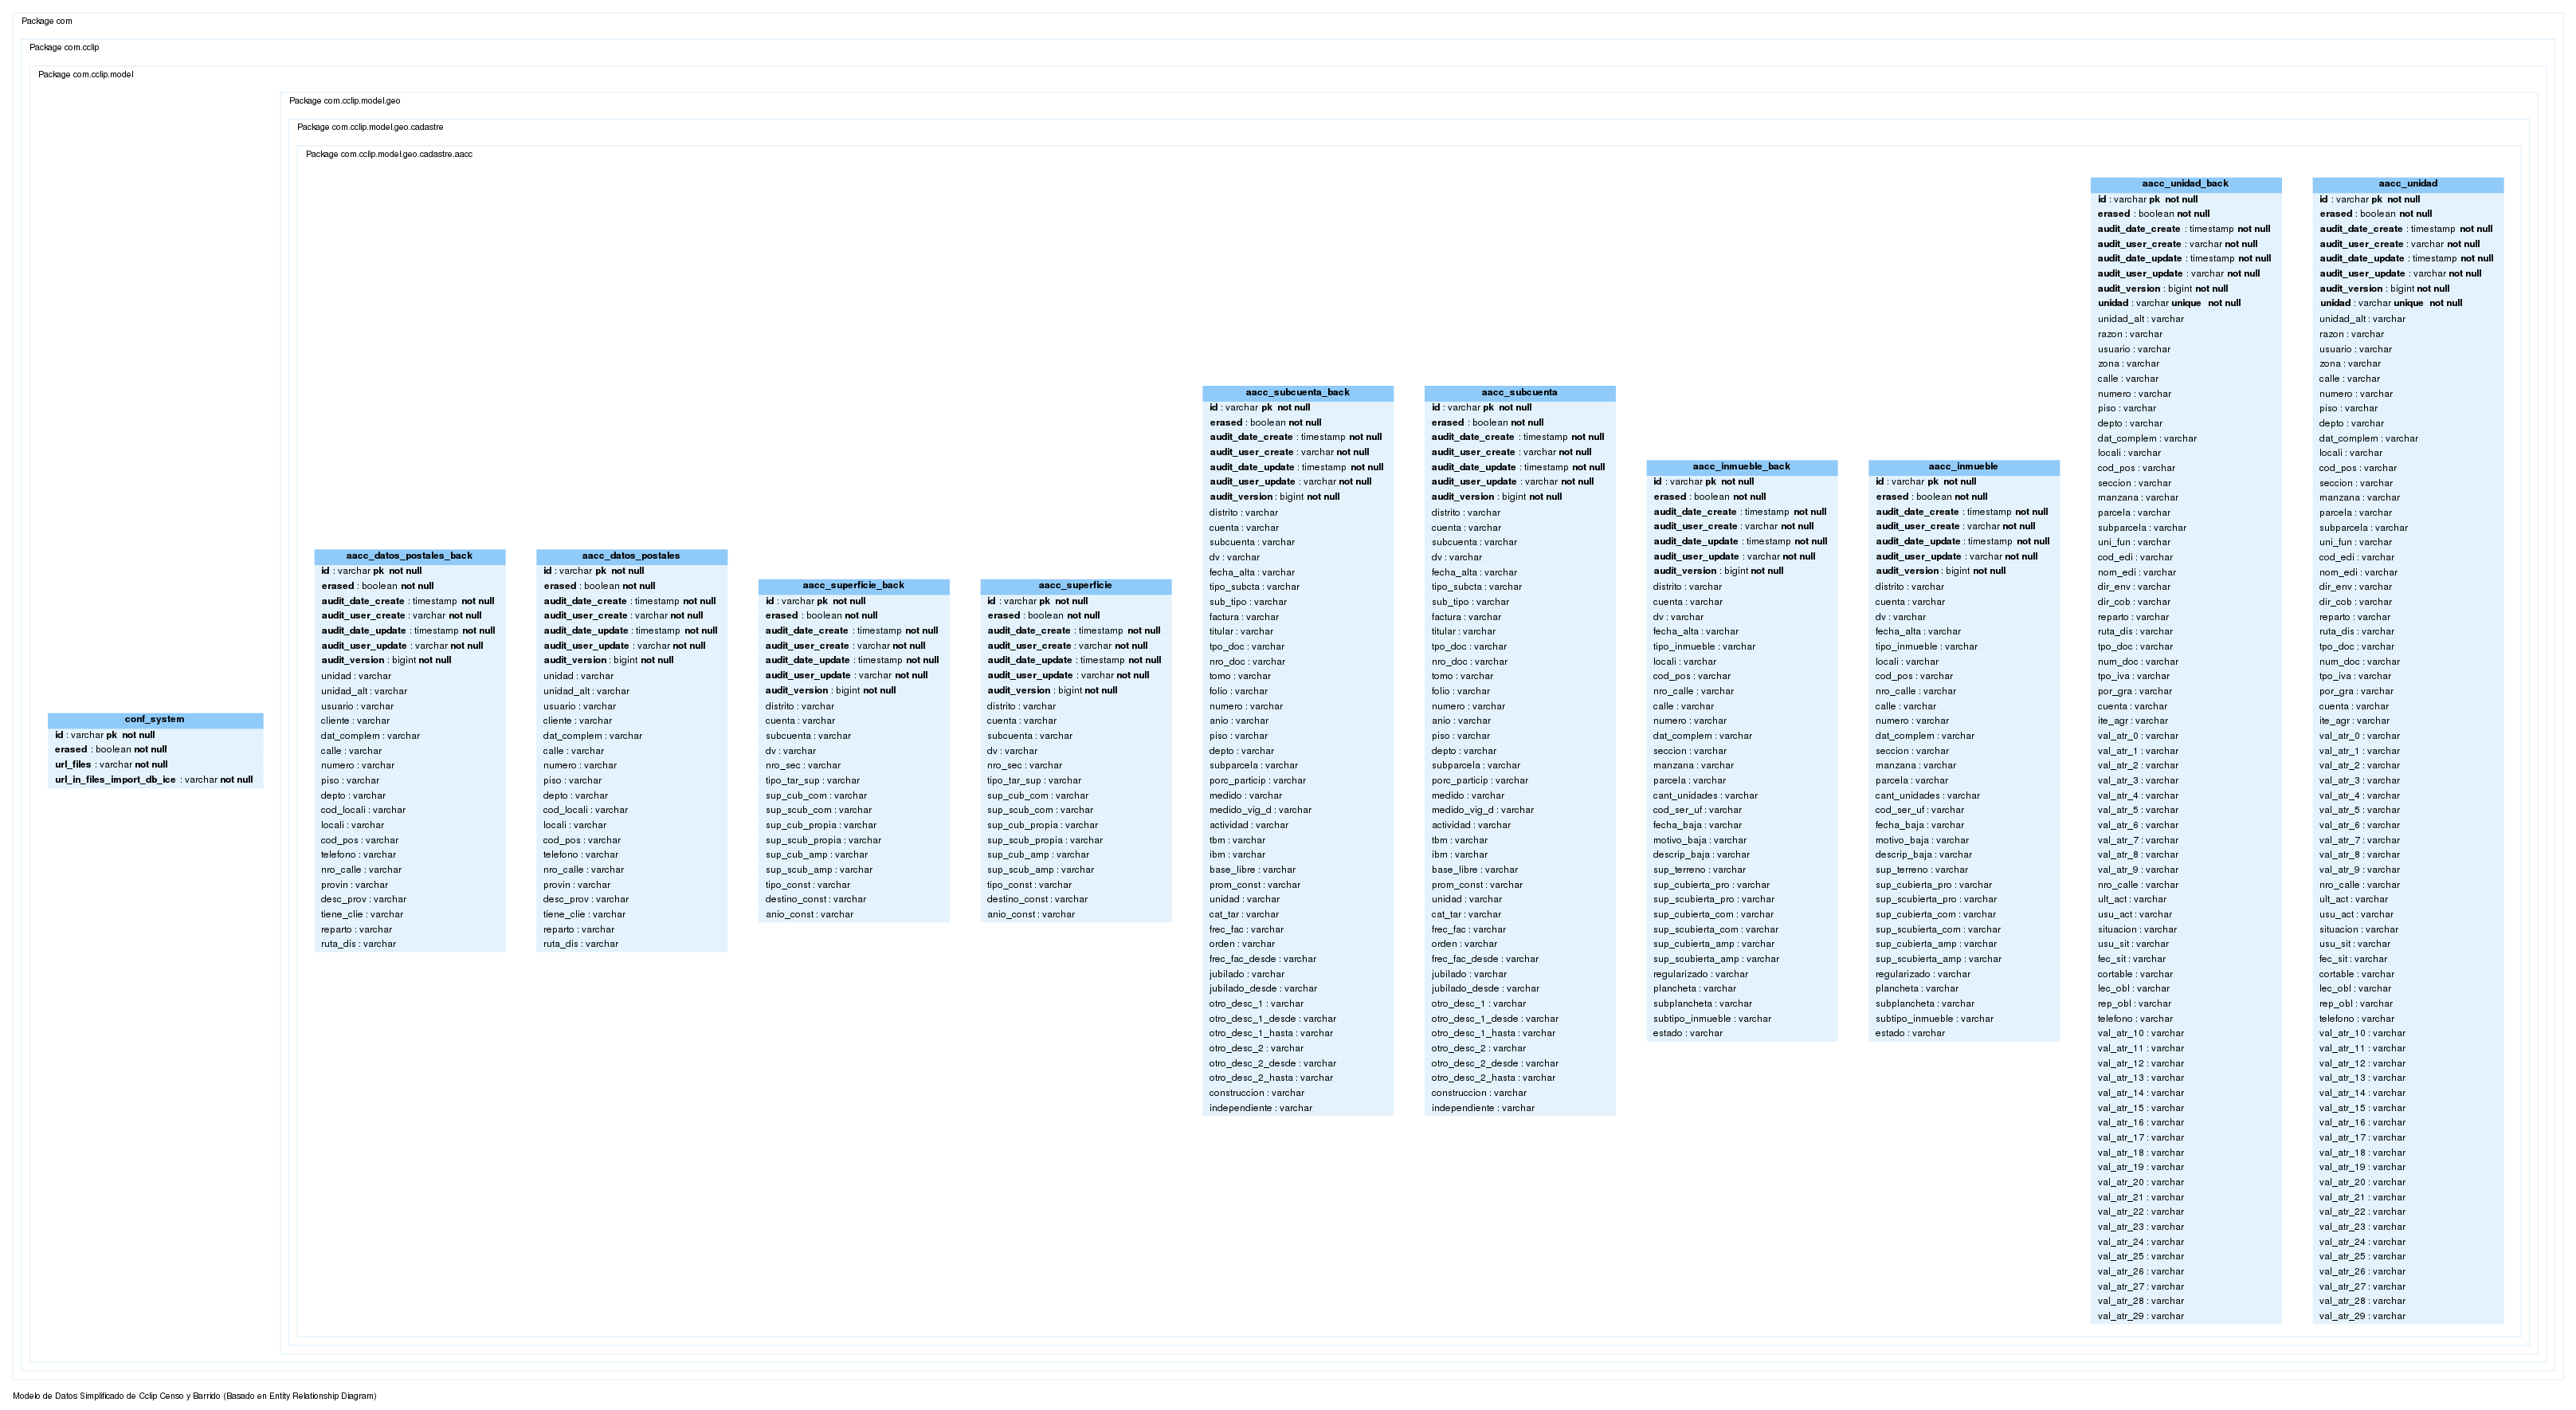 Package com
Package com.cclip
Package com.cclip.model
Package com.cclip.model.geo
Package com.cclip.model.geo.cadastre
Package com.cclip.model.geo.cadastre.aacc
conf_system
id : varchar pk not null
erased : boolean not null
url_files : varchar not null
url_in_files_import_db_ice : varchar not null
aacc_datos_postales_back
id : varchar pk not null
erased : boolean not null
audit_date_create : timestamp not null
audit_user_create : varchar not null
audit_date_update : timestamp not null
audit_user_update : varchar not null
audit_version : bigint not null
unidad : varchar
unidad_alt : varchar
usuario : varchar
cliente : varchar
dat_complem : varchar
calle : varchar
numero : varchar
piso : varchar
depto : varchar
cod_locali : varchar
locali : varchar
cod_pos : varchar
telefono : varchar
nro_calle : varchar
provin : varchar
desc_prov : varchar
tiene_clie : varchar
reparto : varchar
ruta_dis : varchar
aacc_datos_postales
id : varchar pk not null
erased : boolean not null
audit_date_create : timestamp not null
audit_user_create : varchar not null
audit_date_update : timestamp not null
audit_user_update : varchar not null
audit_version : bigint not null
unidad : varchar
unidad_alt : varchar
usuario : varchar
cliente : varchar
dat_complem : varchar
calle : varchar
numero : varchar
piso : varchar
depto : varchar
cod_locali : varchar
locali : varchar
cod_pos : varchar
telefono : varchar
nro_calle : varchar
provin : varchar
desc_prov : varchar
tiene_clie : varchar
reparto : varchar
ruta_dis : varchar
aacc_superficie_back
id : varchar pk not null
erased : boolean not null
audit_date_create : timestamp not null
audit_user_create : varchar not null
audit_date_update : timestamp not null
audit_user_update : varchar not null
audit_version : bigint not null
distrito : varchar
cuenta : varchar
subcuenta : varchar
dv : varchar
nro_sec : varchar
tipo_tar_sup : varchar
sup_cub_com : varchar
sup_scub_com : varchar
sup_cub_propia : varchar
sup_scub_propia : varchar
sup_cub_amp : varchar
sup_scub_amp : varchar
tipo_const : varchar
destino_const : varchar
anio_const : varchar
aacc_superficie
id : varchar pk not null
erased : boolean not null
audit_date_create : timestamp not null
audit_user_create : varchar not null
audit_date_update : timestamp not null
audit_user_update : varchar not null
audit_version : bigint not null
distrito : varchar
cuenta : varchar
subcuenta : varchar
dv : varchar
nro_sec : varchar
tipo_tar_sup : varchar
sup_cub_com : varchar
sup_scub_com : varchar
sup_cub_propia : varchar
sup_scub_propia : varchar
sup_cub_amp : varchar
sup_scub_amp : varchar
tipo_const : varchar
destino_const : varchar
anio_const : varchar
aacc_subcuenta_back
id : varchar pk not null
erased : boolean not null
audit_date_create : timestamp not null
audit_user_create : varchar not null
audit_date_update : timestamp not null
audit_user_update : varchar not null
audit_version : bigint not null
distrito : varchar
cuenta : varchar
subcuenta : varchar
dv : varchar
fecha_alta : varchar
tipo_subcta : varchar
sub_tipo : varchar
factura : varchar
titular : varchar
tpo_doc : varchar
nro_doc : varchar
tomo : varchar
folio : varchar
numero : varchar
anio : varchar
piso : varchar
depto : varchar
subparcela : varchar
porc_particip : varchar
medido : varchar
medido_vig_d : varchar
actividad : varchar
tbm : varchar
ibm : varchar
base_libre : varchar
prom_const : varchar
unidad : varchar
cat_tar : varchar
frec_fac : varchar
orden : varchar
frec_fac_desde : varchar
jubilado : varchar
jubilado_desde : varchar
otro_desc_1 : varchar
otro_desc_1_desde : varchar
otro_desc_1_hasta : varchar
otro_desc_2 : varchar
otro_desc_2_desde : varchar
otro_desc_2_hasta : varchar
construccion : varchar
independiente : varchar
aacc_subcuenta
id : varchar pk not null
erased : boolean not null
audit_date_create : timestamp not null
audit_user_create : varchar not null
audit_date_update : timestamp not null
audit_user_update : varchar not null
audit_version : bigint not null
distrito : varchar
cuenta : varchar
subcuenta : varchar
dv : varchar
fecha_alta : varchar
tipo_subcta : varchar
sub_tipo : varchar
factura : varchar
titular : varchar
tpo_doc : varchar
nro_doc : varchar
tomo : varchar
folio : varchar
numero : varchar
anio : varchar
piso : varchar
depto : varchar
subparcela : varchar
porc_particip : varchar
medido : varchar
medido_vig_d : varchar
actividad : varchar
tbm : varchar
ibm : varchar
base_libre : varchar
prom_const : varchar
unidad : varchar
cat_tar : varchar
frec_fac : varchar
orden : varchar
frec_fac_desde : varchar
jubilado : varchar
jubilado_desde : varchar
otro_desc_1 : varchar
otro_desc_1_desde : varchar
otro_desc_1_hasta : varchar
otro_desc_2 : varchar
otro_desc_2_desde : varchar
otro_desc_2_hasta : varchar
construccion : varchar
independiente : varchar
aacc_inmueble_back
id : varchar pk not null
erased : boolean not null
audit_date_create : timestamp not null
audit_user_create : varchar not null
audit_date_update : timestamp not null
audit_user_update : varchar not null
audit_version : bigint not null
distrito : varchar
cuenta : varchar
dv : varchar
fecha_alta : varchar
tipo_inmueble : varchar
locali : varchar
cod_pos : varchar
nro_calle : varchar
calle : varchar
numero : varchar
dat_complem : varchar
seccion : varchar
manzana : varchar
parcela : varchar
cant_unidades : varchar
cod_ser_uf : varchar
fecha_baja : varchar
motivo_baja : varchar
descrip_baja : varchar
sup_terreno : varchar
sup_cubierta_pro : varchar
sup_scubierta_pro : varchar
sup_cubierta_com : varchar
sup_scubierta_com : varchar
sup_cubierta_amp : varchar
sup_scubierta_amp : varchar
regularizado : varchar
plancheta : varchar
subplancheta : varchar
subtipo_inmueble : varchar
estado : varchar
aacc_inmueble
id : varchar pk not null
erased : boolean not null
audit_date_create : timestamp not null
audit_user_create : varchar not null
audit_date_update : timestamp not null
audit_user_update : varchar not null
audit_version : bigint not null
distrito : varchar
cuenta : varchar
dv : varchar
fecha_alta : varchar
tipo_inmueble : varchar
locali : varchar
cod_pos : varchar
nro_calle : varchar
calle : varchar
numero : varchar
dat_complem : varchar
seccion : varchar
manzana : varchar
parcela : varchar
cant_unidades : varchar
cod_ser_uf : varchar
fecha_baja : varchar
motivo_baja : varchar
descrip_baja : varchar
sup_terreno : varchar
sup_cubierta_pro : varchar
sup_scubierta_pro : varchar
sup_cubierta_com : varchar
sup_scubierta_com : varchar
sup_cubierta_amp : varchar
sup_scubierta_amp : varchar
regularizado : varchar
plancheta : varchar
subplancheta : varchar
subtipo_inmueble : varchar
estado : varchar
aacc_unidad_back
id : varchar pk not null
erased : boolean not null
audit_date_create : timestamp not null
audit_user_create : varchar not null
audit_date_update : timestamp not null
audit_user_update : varchar not null
audit_version : bigint not null
unidad : varchar unique not null
unidad_alt : varchar
razon : varchar
usuario : varchar
zona : varchar
calle : varchar
numero : varchar
piso : varchar
depto : varchar
dat_complem : varchar
locali : varchar
cod_pos : varchar
seccion : varchar
manzana : varchar
parcela : varchar
subparcela : varchar
uni_fun : varchar
cod_edi : varchar
nom_edi : varchar
dir_env : varchar
dir_cob : varchar
reparto : varchar
ruta_dis : varchar
tpo_doc : varchar
num_doc : varchar
tpo_iva : varchar
por_gra : varchar
cuenta : varchar
ite_agr : varchar
val_atr_0 : varchar
val_atr_1 : varchar
val_atr_2 : varchar
val_atr_3 : varchar
val_atr_4 : varchar
val_atr_5 : varchar
val_atr_6 : varchar
val_atr_7 : varchar
val_atr_8 : varchar
val_atr_9 : varchar
nro_calle : varchar
ult_act : varchar
usu_act : varchar
situacion : varchar
usu_sit : varchar
fec_sit : varchar
cortable : varchar
lec_obl : varchar
rep_obl : varchar
telefono : varchar
val_atr_10 : varchar
val_atr_11 : varchar
val_atr_12 : varchar
val_atr_13 : varchar
val_atr_14 : varchar
val_atr_15 : varchar
val_atr_16 : varchar
val_atr_17 : varchar
val_atr_18 : varchar
val_atr_19 : varchar
val_atr_20 : varchar
val_atr_21 : varchar
val_atr_22 : varchar
val_atr_23 : varchar
val_atr_24 : varchar
val_atr_25 : varchar
val_atr_26 : varchar
val_atr_27 : varchar
val_atr_28 : varchar
val_atr_29 : varchar
aacc_unidad
id : varchar pk not null
erased : boolean not null
audit_date_create : timestamp not null
audit_user_create : varchar not null
audit_date_update : timestamp not null
audit_user_update : varchar not null
audit_version : bigint not null
unidad : varchar unique not null
unidad_alt : varchar
razon : varchar
usuario : varchar
zona : varchar
calle : varchar
numero : varchar
piso : varchar
depto : varchar
dat_complem : varchar
locali : varchar
cod_pos : varchar
seccion : varchar
manzana : varchar
parcela : varchar
subparcela : varchar
uni_fun : varchar
cod_edi : varchar
nom_edi : varchar
dir_env : varchar
dir_cob : varchar
reparto : varchar
ruta_dis : varchar
tpo_doc : varchar
num_doc : varchar
tpo_iva : varchar
por_gra : varchar
cuenta : varchar
ite_agr : varchar
val_atr_0 : varchar
val_atr_1 : varchar
val_atr_2 : varchar
val_atr_3 : varchar
val_atr_4 : varchar
val_atr_5 : varchar
val_atr_6 : varchar
val_atr_7 : varchar
val_atr_8 : varchar
val_atr_9 : varchar
nro_calle : varchar
ult_act : varchar
usu_act : varchar
situacion : varchar
usu_sit : varchar
fec_sit : varchar
cortable : varchar
lec_obl : varchar
rep_obl : varchar
telefono : varchar
val_atr_10 : varchar
val_atr_11 : varchar
val_atr_12 : varchar
val_atr_13 : varchar
val_atr_14 : varchar
val_atr_15 : varchar
val_atr_16 : varchar
val_atr_17 : varchar
val_atr_18 : varchar
val_atr_19 : varchar
val_atr_20 : varchar
val_atr_21 : varchar
val_atr_22 : varchar
val_atr_23 : varchar
val_atr_24 : varchar
val_atr_25 : varchar
val_atr_26 : varchar
val_atr_27 : varchar
val_atr_28 : varchar
val_atr_29 : varchar
Modelo de Datos Simplificado de Cclip Censo y Barrido (Basado en Entity Relationship Diagram)